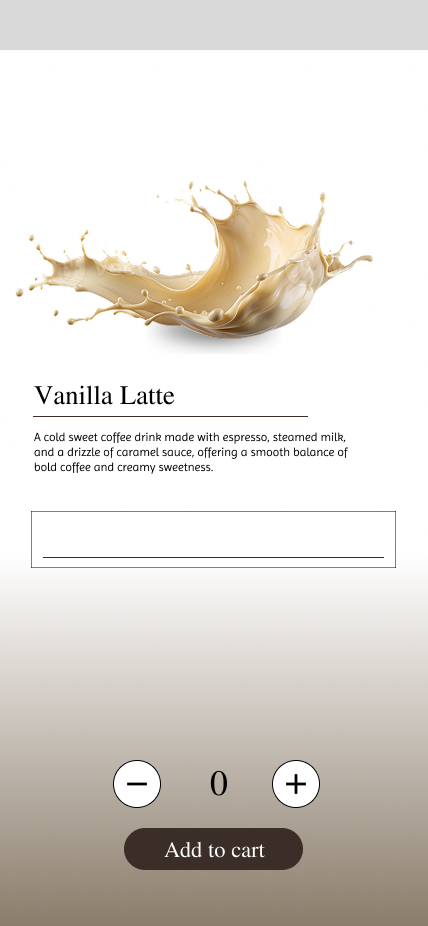 Vanilla Latte
A cold sweet coffee drink made with espresso, steamed milk,
and a drizzle of caramel sauce, offering a smooth balance of
bold coffee and creamy sweetness.
0
Add to cart